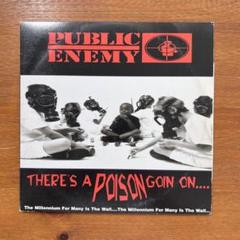 PUBLIC
ENEMY
THERE'S A POISON GOIN ON....
The Millennium For Many Is The Wall....The Millennium For Many Is The Wall..